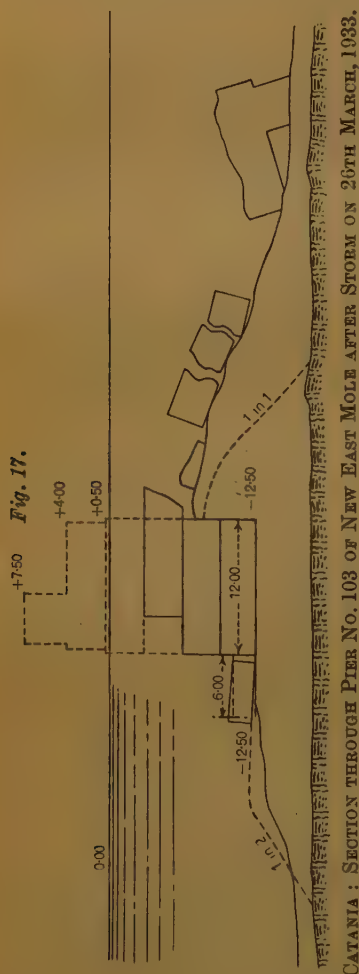 Fig. 17.
+7·50
+4·00
+0·50
0·00
12·00
6·00
−12·50
−12·50
1 in 2
1 in 1
CATANIA: SECTION THROUGH PIER NO. 103 OF NEW EAST MOLE AFTER STORM ON 26TH MARCH, 1933.